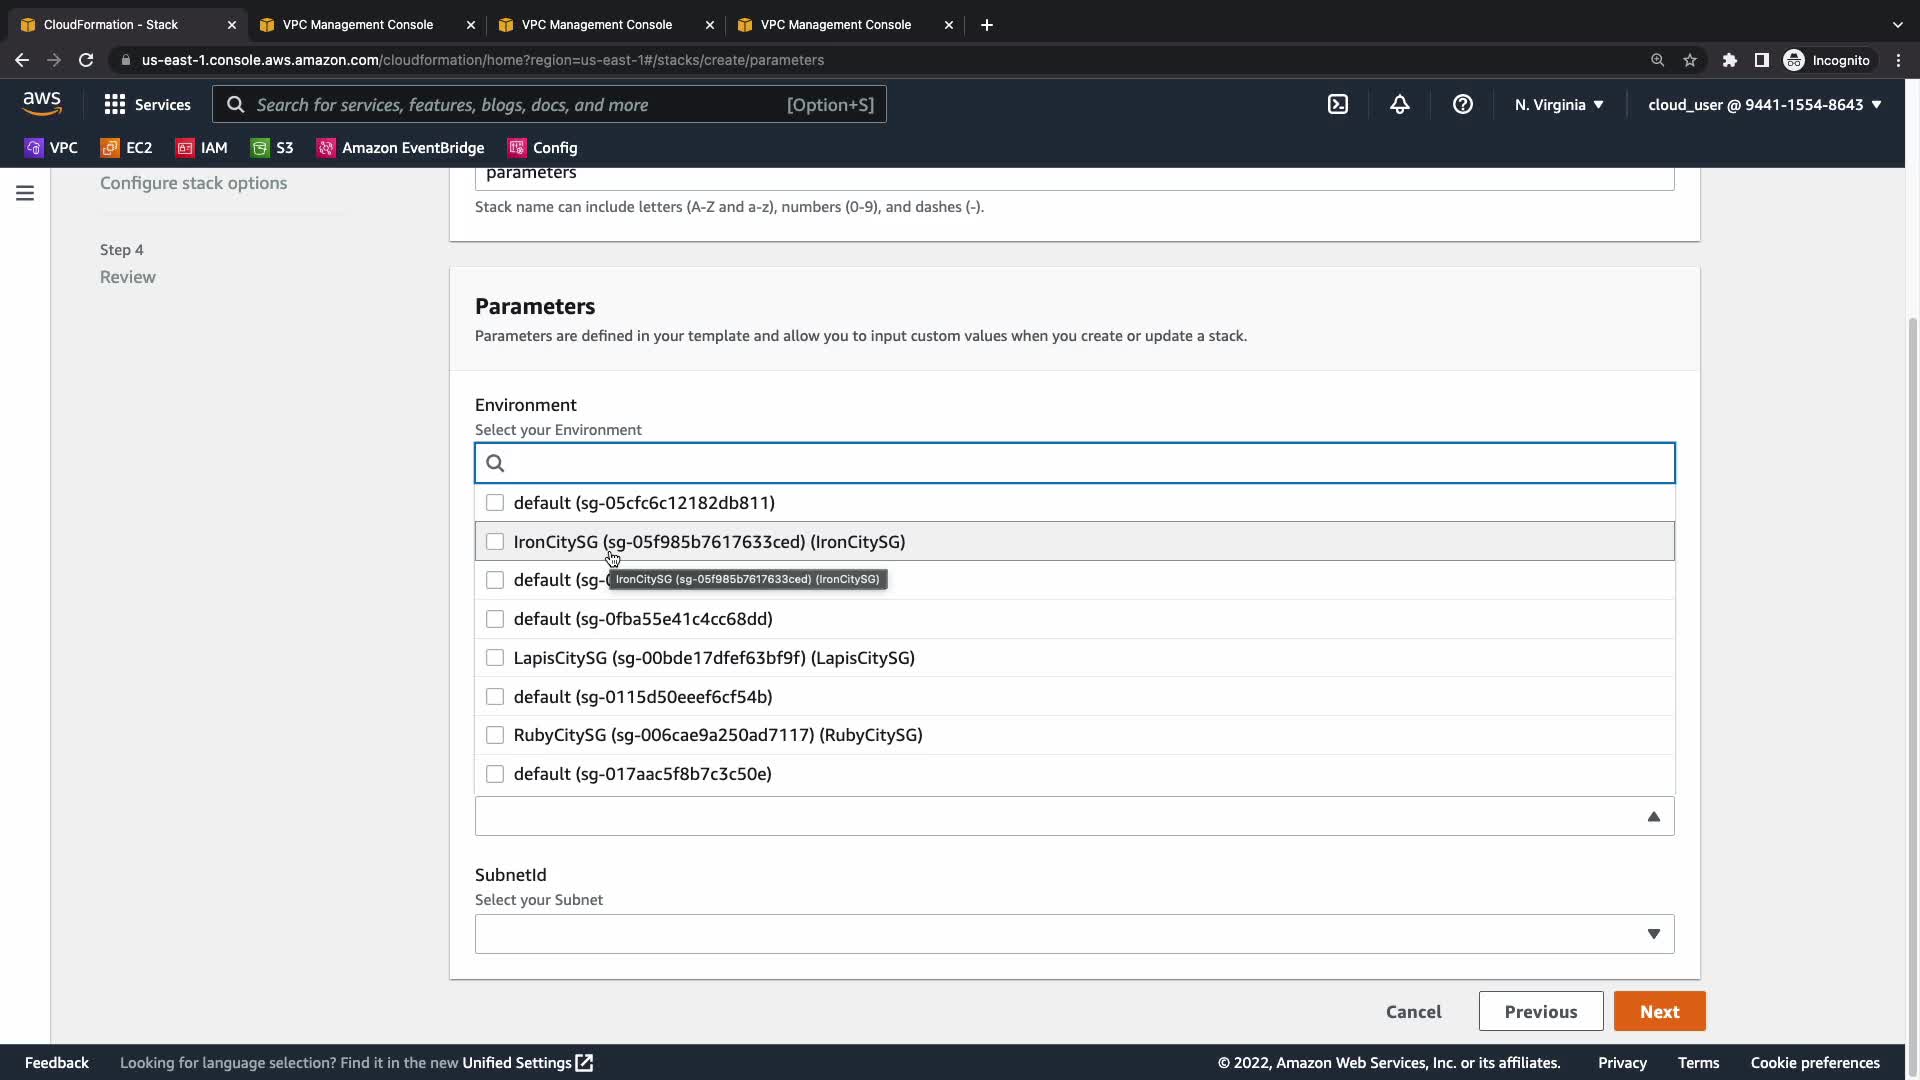 CloudFormation - Stack
VPC Management Console
VPC Management Console
VPC Management Console
us-east-1.console.aws.amazon.com/cloudformation/home?region=us-east-1#/stacks/create/parameters
Incognito
aws
Services
Search for services, features, blogs, docs, and more
[Option+S]
N. Virginia
cloud_user @ 9441-1554-8643
VPC
EC2
IAM
S3
Amazon EventBridge
Config
Configure stack options
Step 4
Review
parameters
Stack name can include letters (A-Z and a-z), numbers (0-9), and dashes (-).
Parameters
Parameters are defined in your template and allow you to input custom values when you create or update a stack.
Environment
Select your Environment
default (sg-05cfc6c12182db811)
IronCitySG (sg-05f985b7617633ced) (IronCitySG)
default (sg-
IronCitySG (sg-05f985b7617633ced) (IronCitySG)
default (sg-0fba55e41c4cc68dd)
LapisCitySG (sg-00bde17dfef63bf9f) (LapisCitySG)
default (sg-0115d50eeef6cf54b)
RubyCitySG (sg-006cae9a250ad7117) (RubyCitySG)
default (sg-017aac5f8b7c3c50e)
SubnetId
Select your Subnet
Cancel
Previous
Next
Feedback
Looking for language selection? Find it in the new Unified Settings
© 2022, Amazon Web Services, Inc. or its affiliates.
Privacy
Terms
Cookie preferences